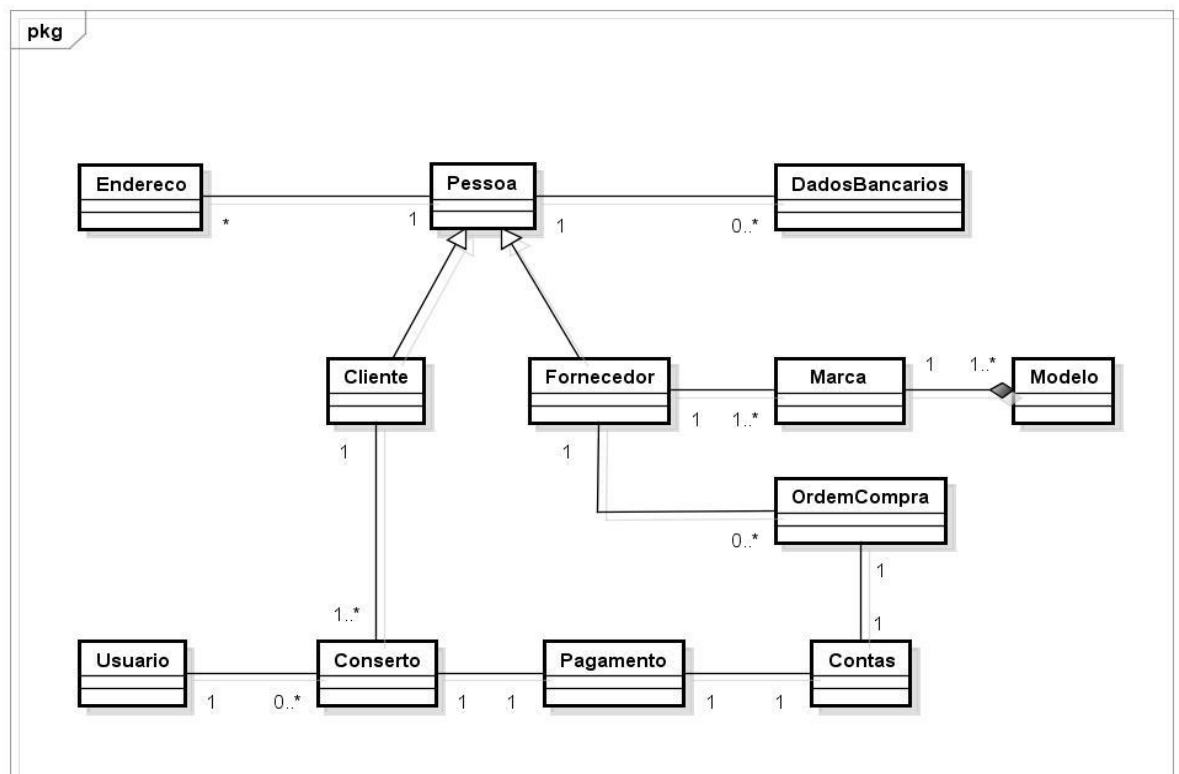 pkg
Endereco
Pessoa
DadosBancarios
*
1
1
0..*
Cliente
Fornecedor
Marca
1
1..*
Modelo
1
1..*
1
1
OrdemCompra
0..*
1
1..*
1
Usuario
Conserto
Pagamento
Contas
1
0..*
1
1
1
1